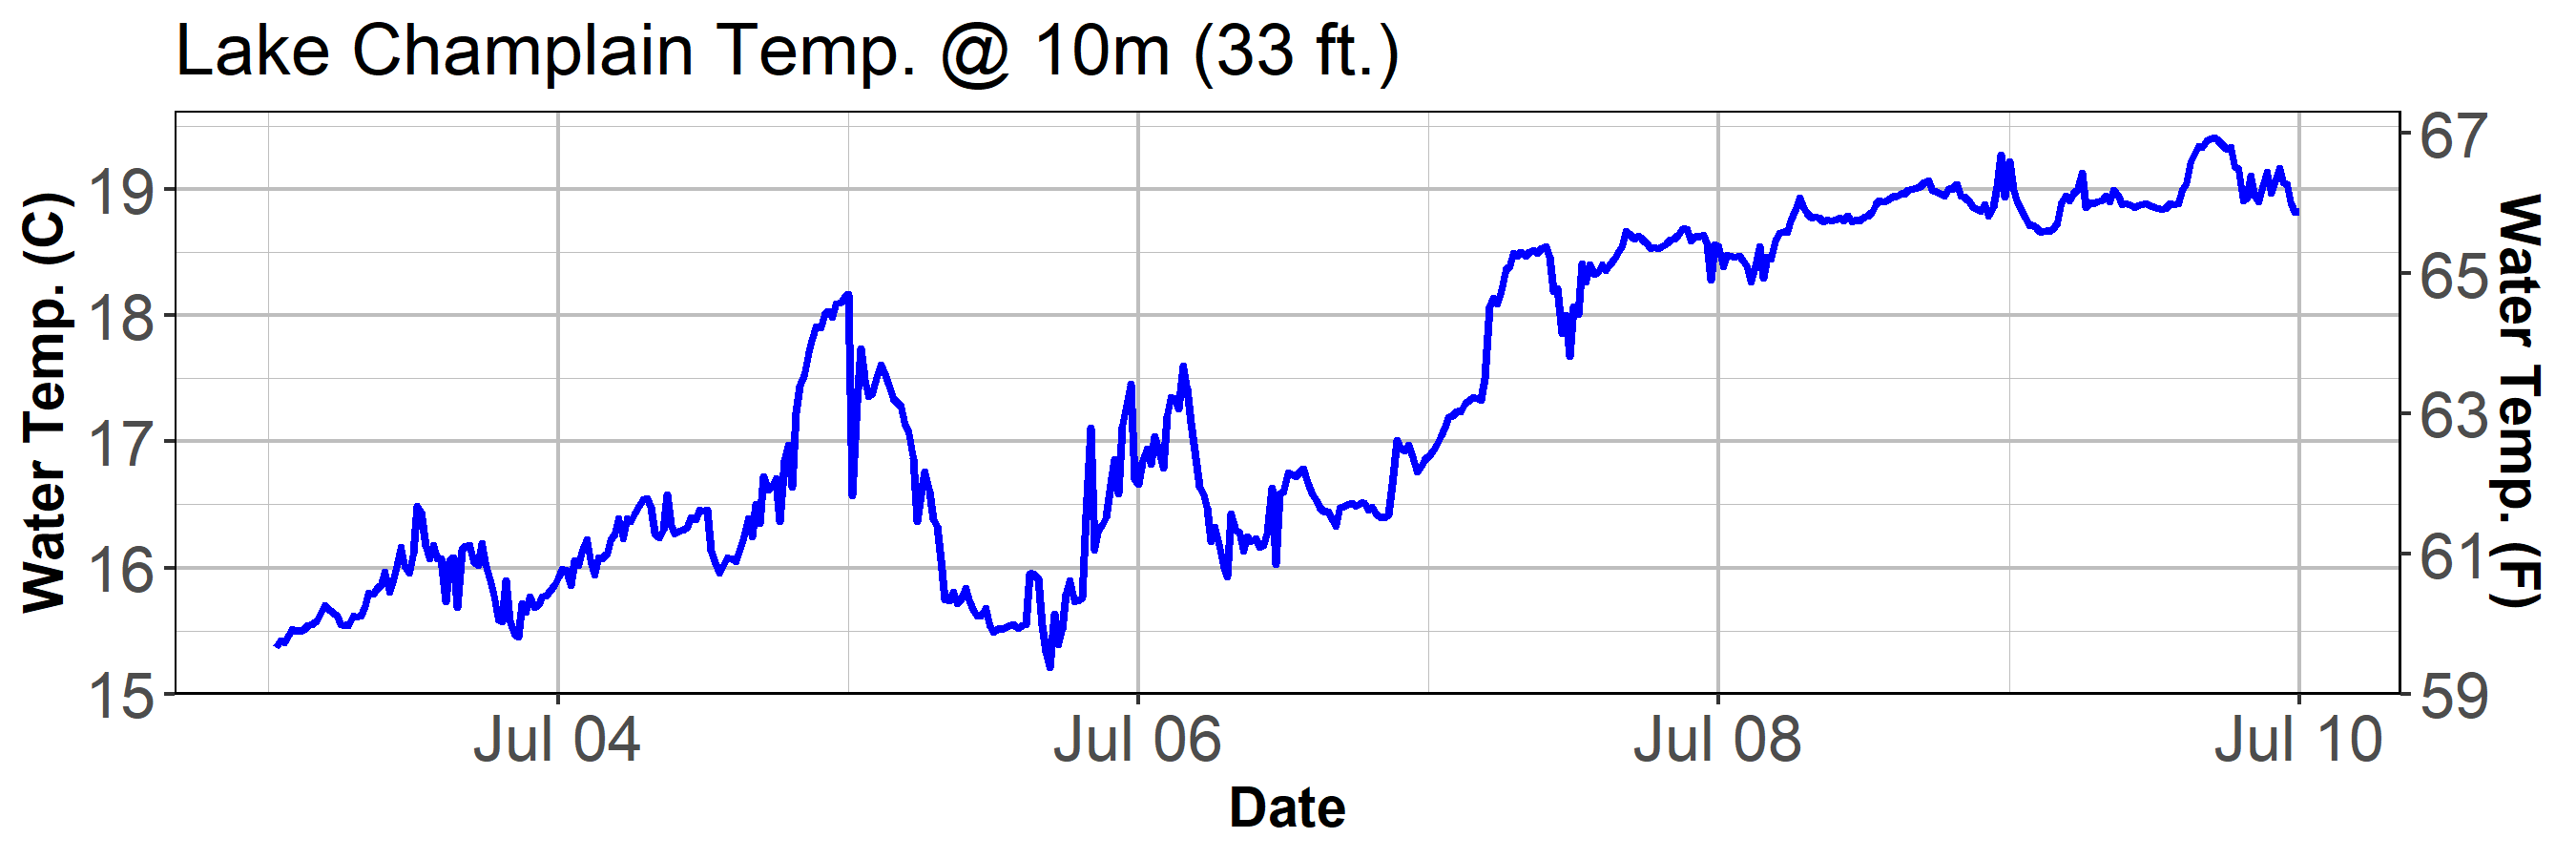 Lake Champlain Temp. @ 10m (33 ft.)
Water Temp. (C)
19
18
17
16
15
67
65
63
61
59
Water Temp. (F)
Jul 04 Jul 06 Jul 08 Jul 10
Date